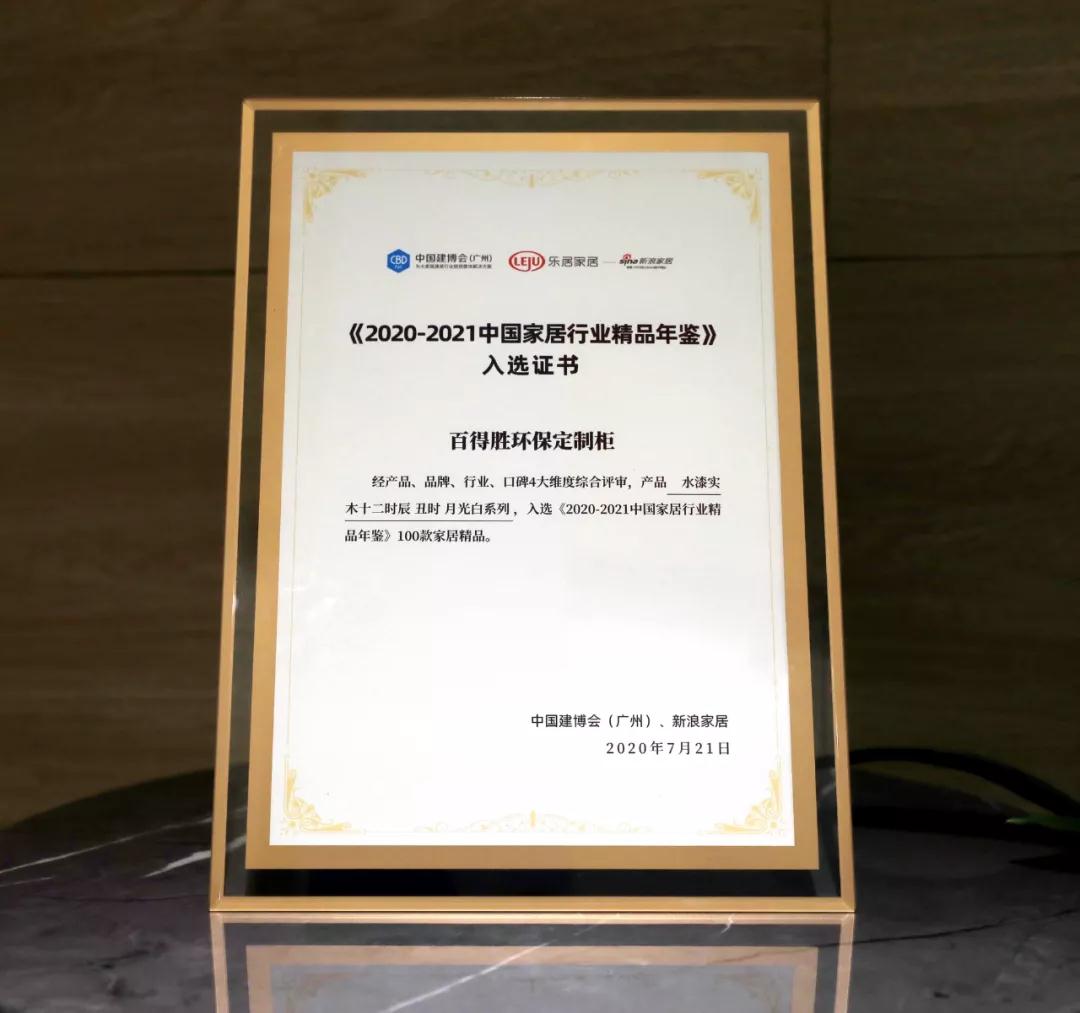 CBD 中国建博会(广州) LEJU 乐居家居 sina新浪家居
《2020-2021中国家居行业精品年鉴》
入选证书
百得胜环保定制柜
经产品、品牌、行业、口碑4大维度综合评审,产品 水漆实
木十二时辰 丑时 月光白系列,入选《2020-2021中国家居行业精
品年鉴》100款家居精品。
中国建博会(广州)、新浪家居
2020年7月21日